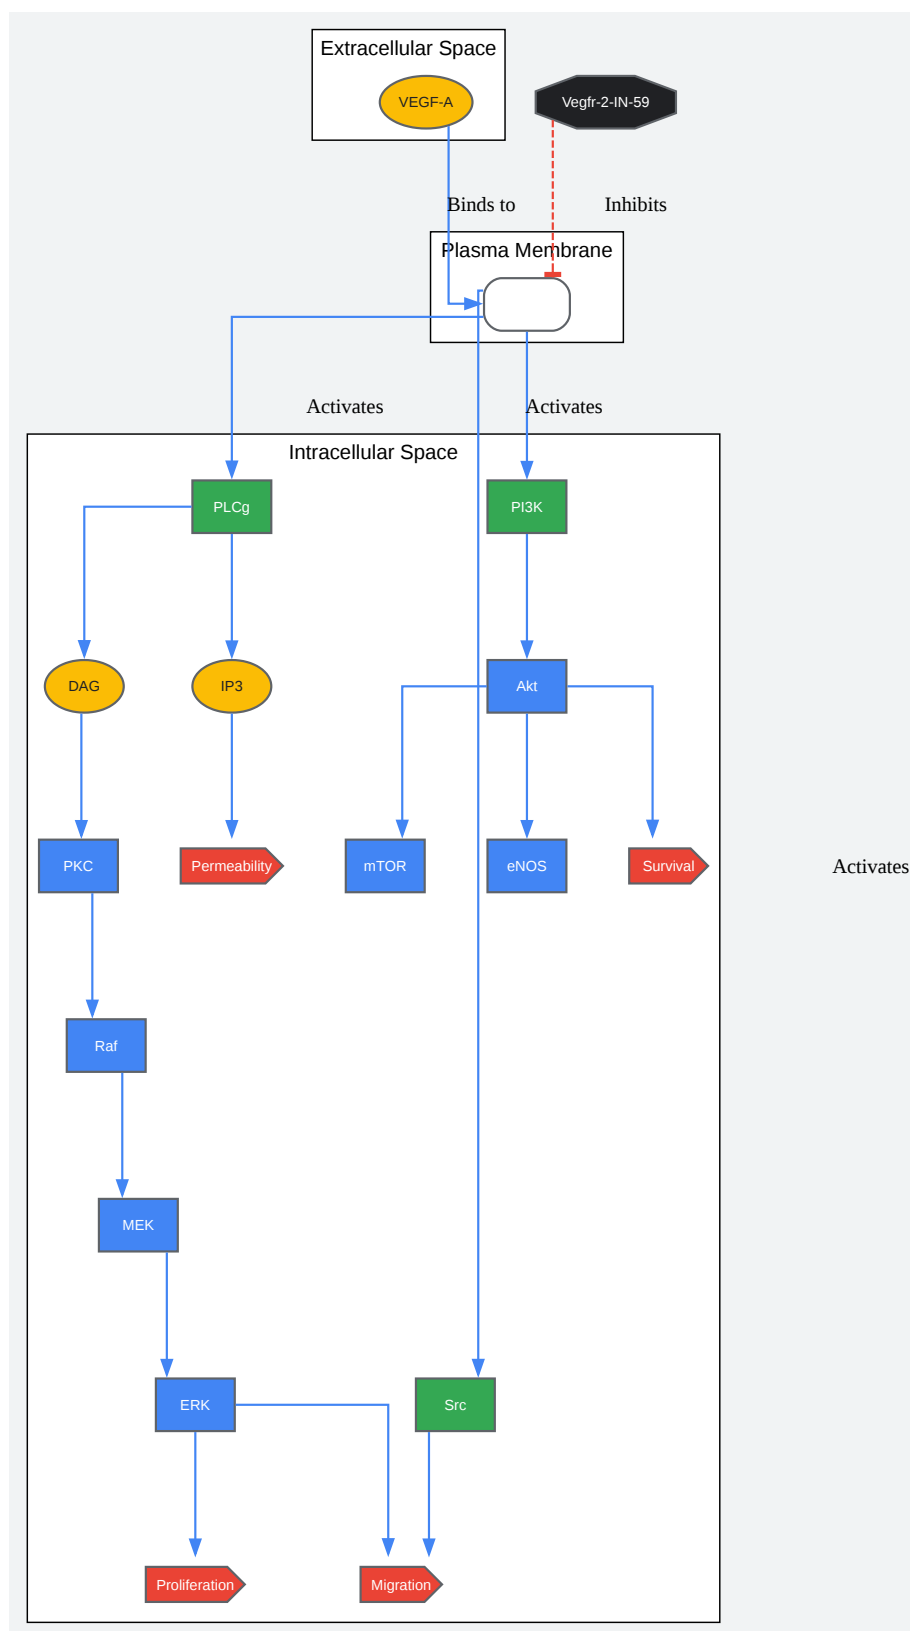 Extracellular Space
VEGF-A
Vegfr-2-IN-59
Binds to
Inhibits
Plasma Membrane
Activates
Activates
Intracellular Space
PLCg
PI3K
DAG
IP3
Akt
PKC
Permeability
mTOR
eNOS
Survival
Activates
Raf
MEK
ERK
Src
Proliferation
Migration